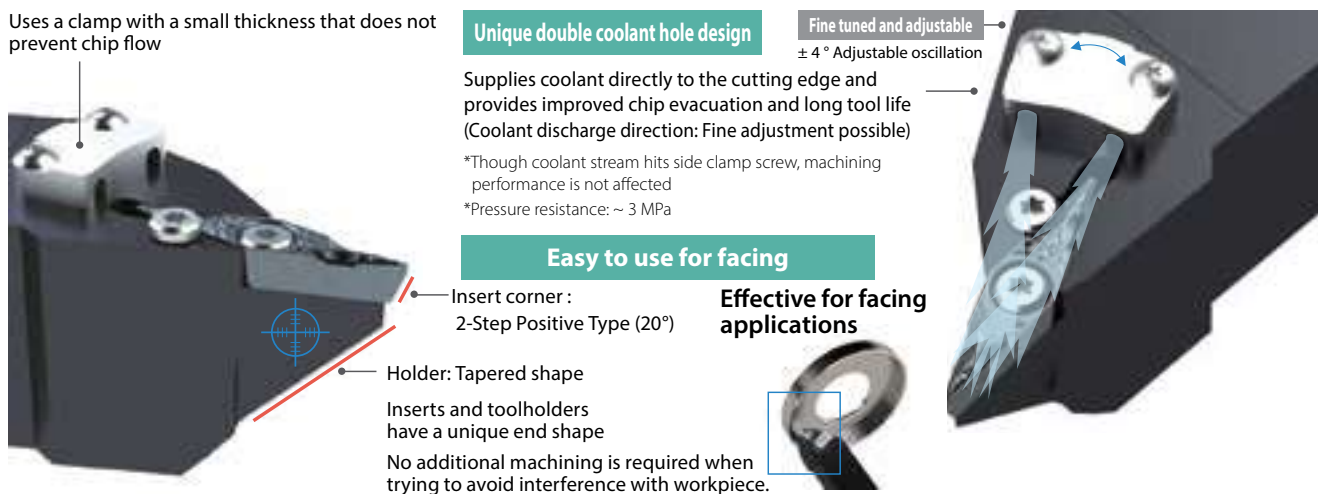 Uses a clamp with a small thickness that does not
prevent chip flow
Unique double coolant hole design
Fine tuned and adjustable
± 4 ° Adjustable oscillation
Supplies coolant directly to the cutting edge and
provides improved chip evacuation and long tool life
(Coolant discharge direction: Fine adjustment possible)
*Though coolant stream hits side clamp screw, machining
performance is not affected
*Pressure resistance: ~ 3 MPa
Easy to use for facing
Insert corner :
2-Step Positive Type (20°)
Effective for facing
applications
Holder: Tapered shape
Inserts and toolholders
have a unique end shape
No additional machining is required when
trying to avoid interference with workpiece.